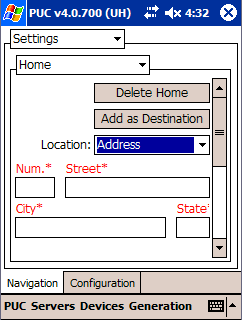 PUC v4.0.700 (UH) 4:32
Settings
Home
Delete Home
Add as Destination
Location: Address
Num.* Street*
City* State*
Navigation Configuration
PUC Servers Devices Generation